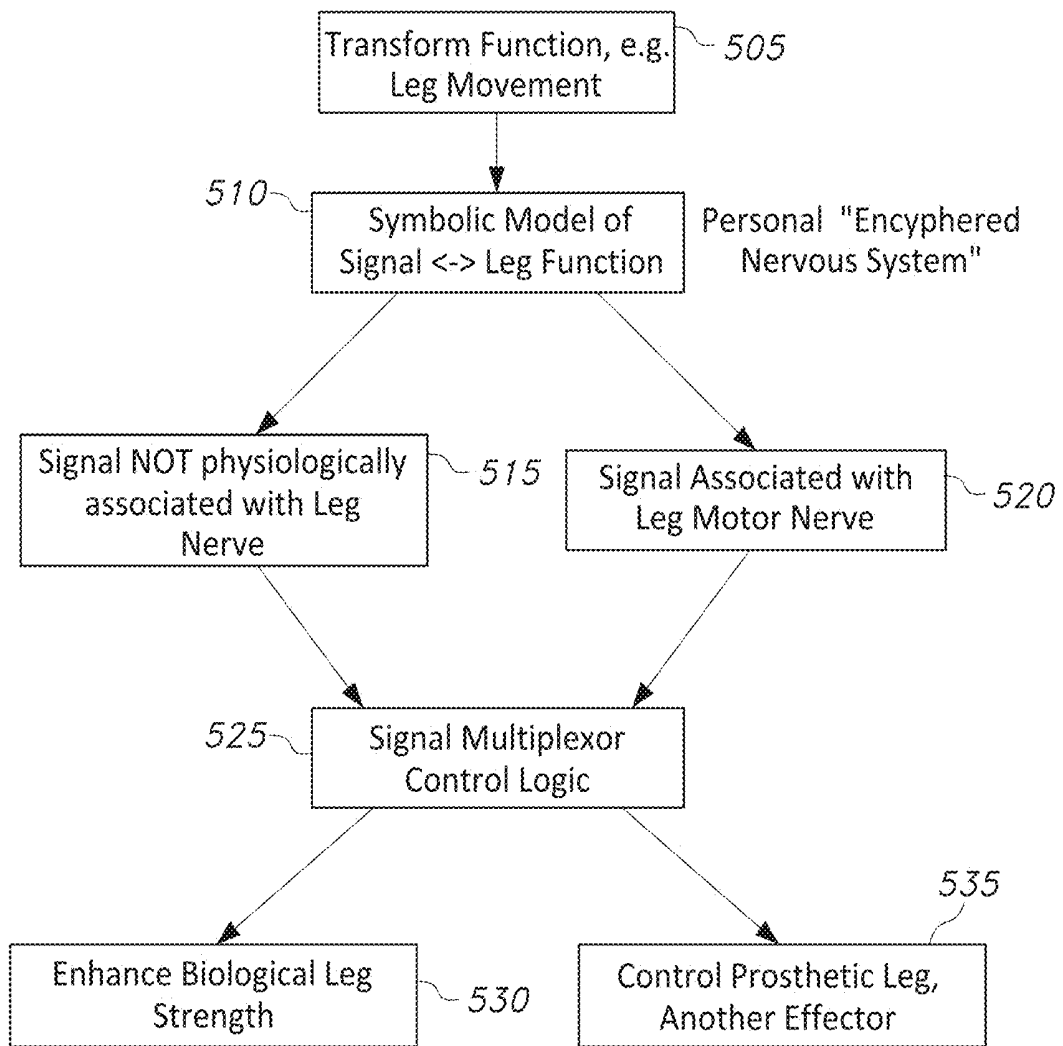 Transform Function, e.g.
Leg Movement
505
510
Symbolic Model of
Signal <-> Leg Function
Personal "Encyphered
Nervous System"
Signal NOT physiologically
associated with Leg
Nerve
515
Signal Associated with
Leg Motor Nerve
520
525
Signal Multiplexor
Control Logic
Enhance Biological Leg
Strength
530
535
Control Prosthetic Leg,
Another Effector